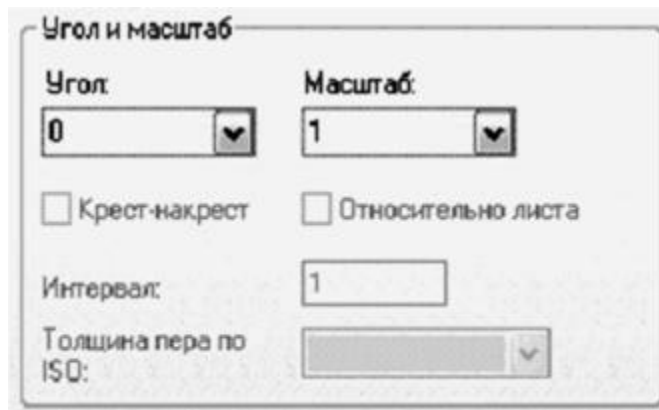 Угол и масштаб
Угол: Масштаб:
0 1
Крест-накрест Относительно листа
Интервал: 1
Толщина пера по
ISO: